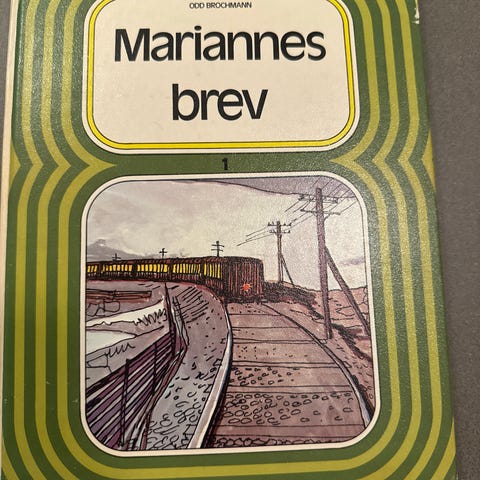 ODD BROCHMANN
Mariannes
brev
1